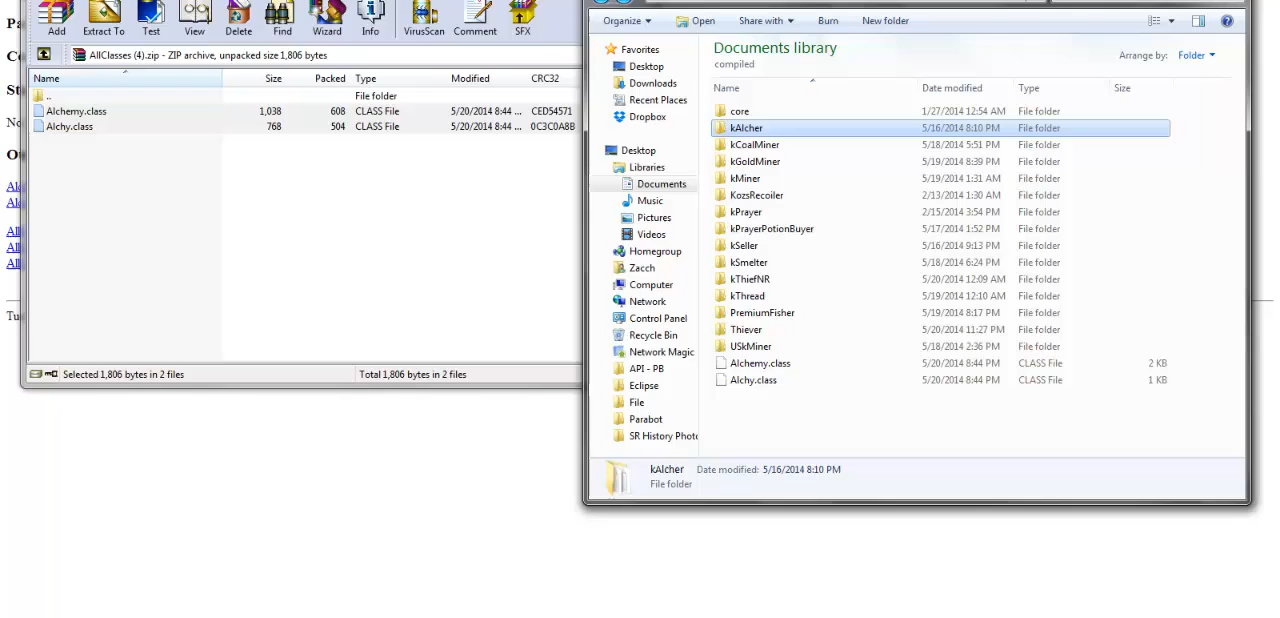 Pa
Co
St
No
Ou
Alc
Alc
All
All
All
Tu
Add Extract To Test View Delete Find Wizard Info VirusScan Comment SFX
AllClasses (4).zip - ZIP archive, unpacked size 1,806 bytes
Name Size Packed Type Modified CRC32
.. File folder
Alchemy.class 1,038 608 CLASS File 5/20/2014 8:44 ... CED54571
Alchy.class 768 504 CLASS File 5/20/2014 8:44 ... 0C3C0A8B
Selected 1,806 bytes in 2 files Total 1,806 bytes in 2 files
Organize Open Share with Burn New folder
Favorites
Desktop
Downloads
Recent Places
Dropbox
Desktop
Libraries
Documents
Music
Pictures
Videos
Homegroup
Zacch
Computer
Network
Control Panel
Recycle Bin
Network Magic
API - PB
Eclipse
File
Parabot
SR History Photo
Documents library
compiled
Arrange by: Folder
Name Date modified Type Size
core 1/27/2014 12:54 AM File folder
kAlcher 5/16/2014 8:10 PM File folder
kCoalMiner 5/18/2014 5:51 PM File folder
kGoldMiner 5/19/2014 8:39 PM File folder
kMiner 5/19/2014 1:31 AM File folder
KozsRecoiler 2/13/2014 1:30 AM File folder
kPrayer 2/15/2014 3:54 PM File folder
kPrayerPotionBuyer 5/17/2014 1:52 PM File folder
kSeller 5/16/2014 9:13 PM File folder
kSmelter 5/18/2014 6:24 PM File folder
kThiefNR 5/20/2014 12:09 AM File folder
kThread 5/19/2014 12:10 AM File folder
PremiumFisher 5/19/2014 8:17 PM File folder
Thiever 5/20/2014 11:27 PM File folder
USkMiner 5/18/2014 2:36 PM File folder
Alchemy.class 5/20/2014 8:44 PM CLASS File 2 KB
Alchy.class 5/20/2014 8:44 PM CLASS File 1 KB
kAlcher Date modified: 5/16/2014 8:10 PM
File folder